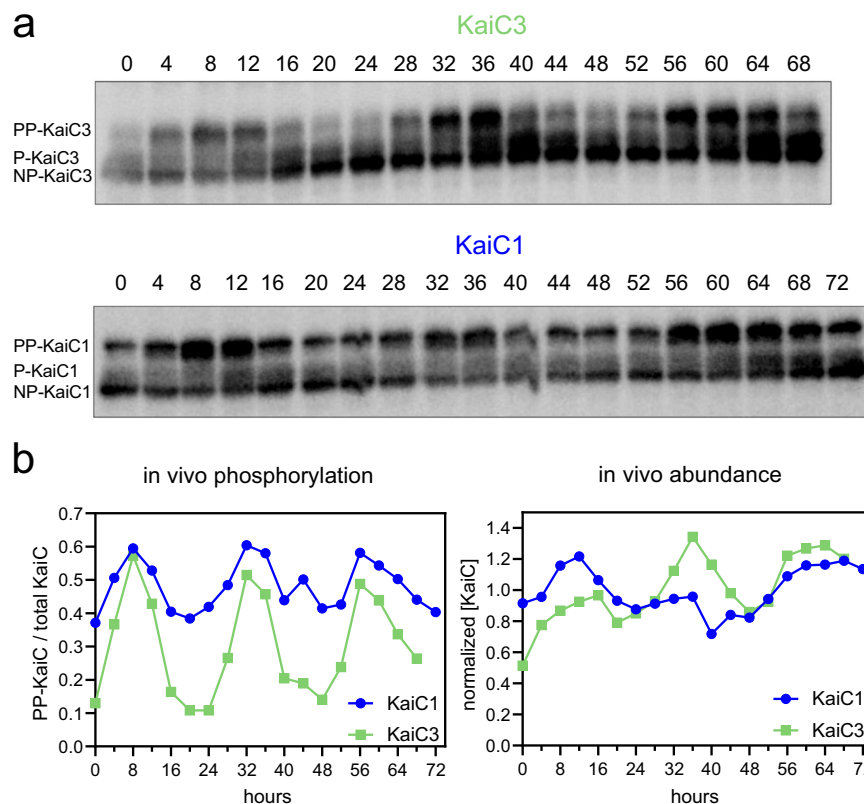 a
KaiC3
0 4 8 12 16 20 24 28 32 36 40 44 48 52 56 60 64 68
PP-KaiC3
P-KaiC3
NP-KaiC3
KaiC1
0 4 8 12 16 20 24 28 32 36 40 44 48 52 56 60 64 68 72
PP-KaiC1
P-KaiC1
NP-KaiC1
b
in vivo phosphorylation
PP-KaiC / total KaiC
0.7
0.6
0.5
0.4
0.3
0.2
0.1
0.0
KaiC1
KaiC3
0 8 16 24 32 40 48 56 64 72
hours
in vivo abundance
normalized [KaiC]
1.4
1.2
1.0
0.8
0.6
0.4
0.2
0.0
KaiC1
KaiC3
0 8 16 24 32 40 48 56 64 72
hours